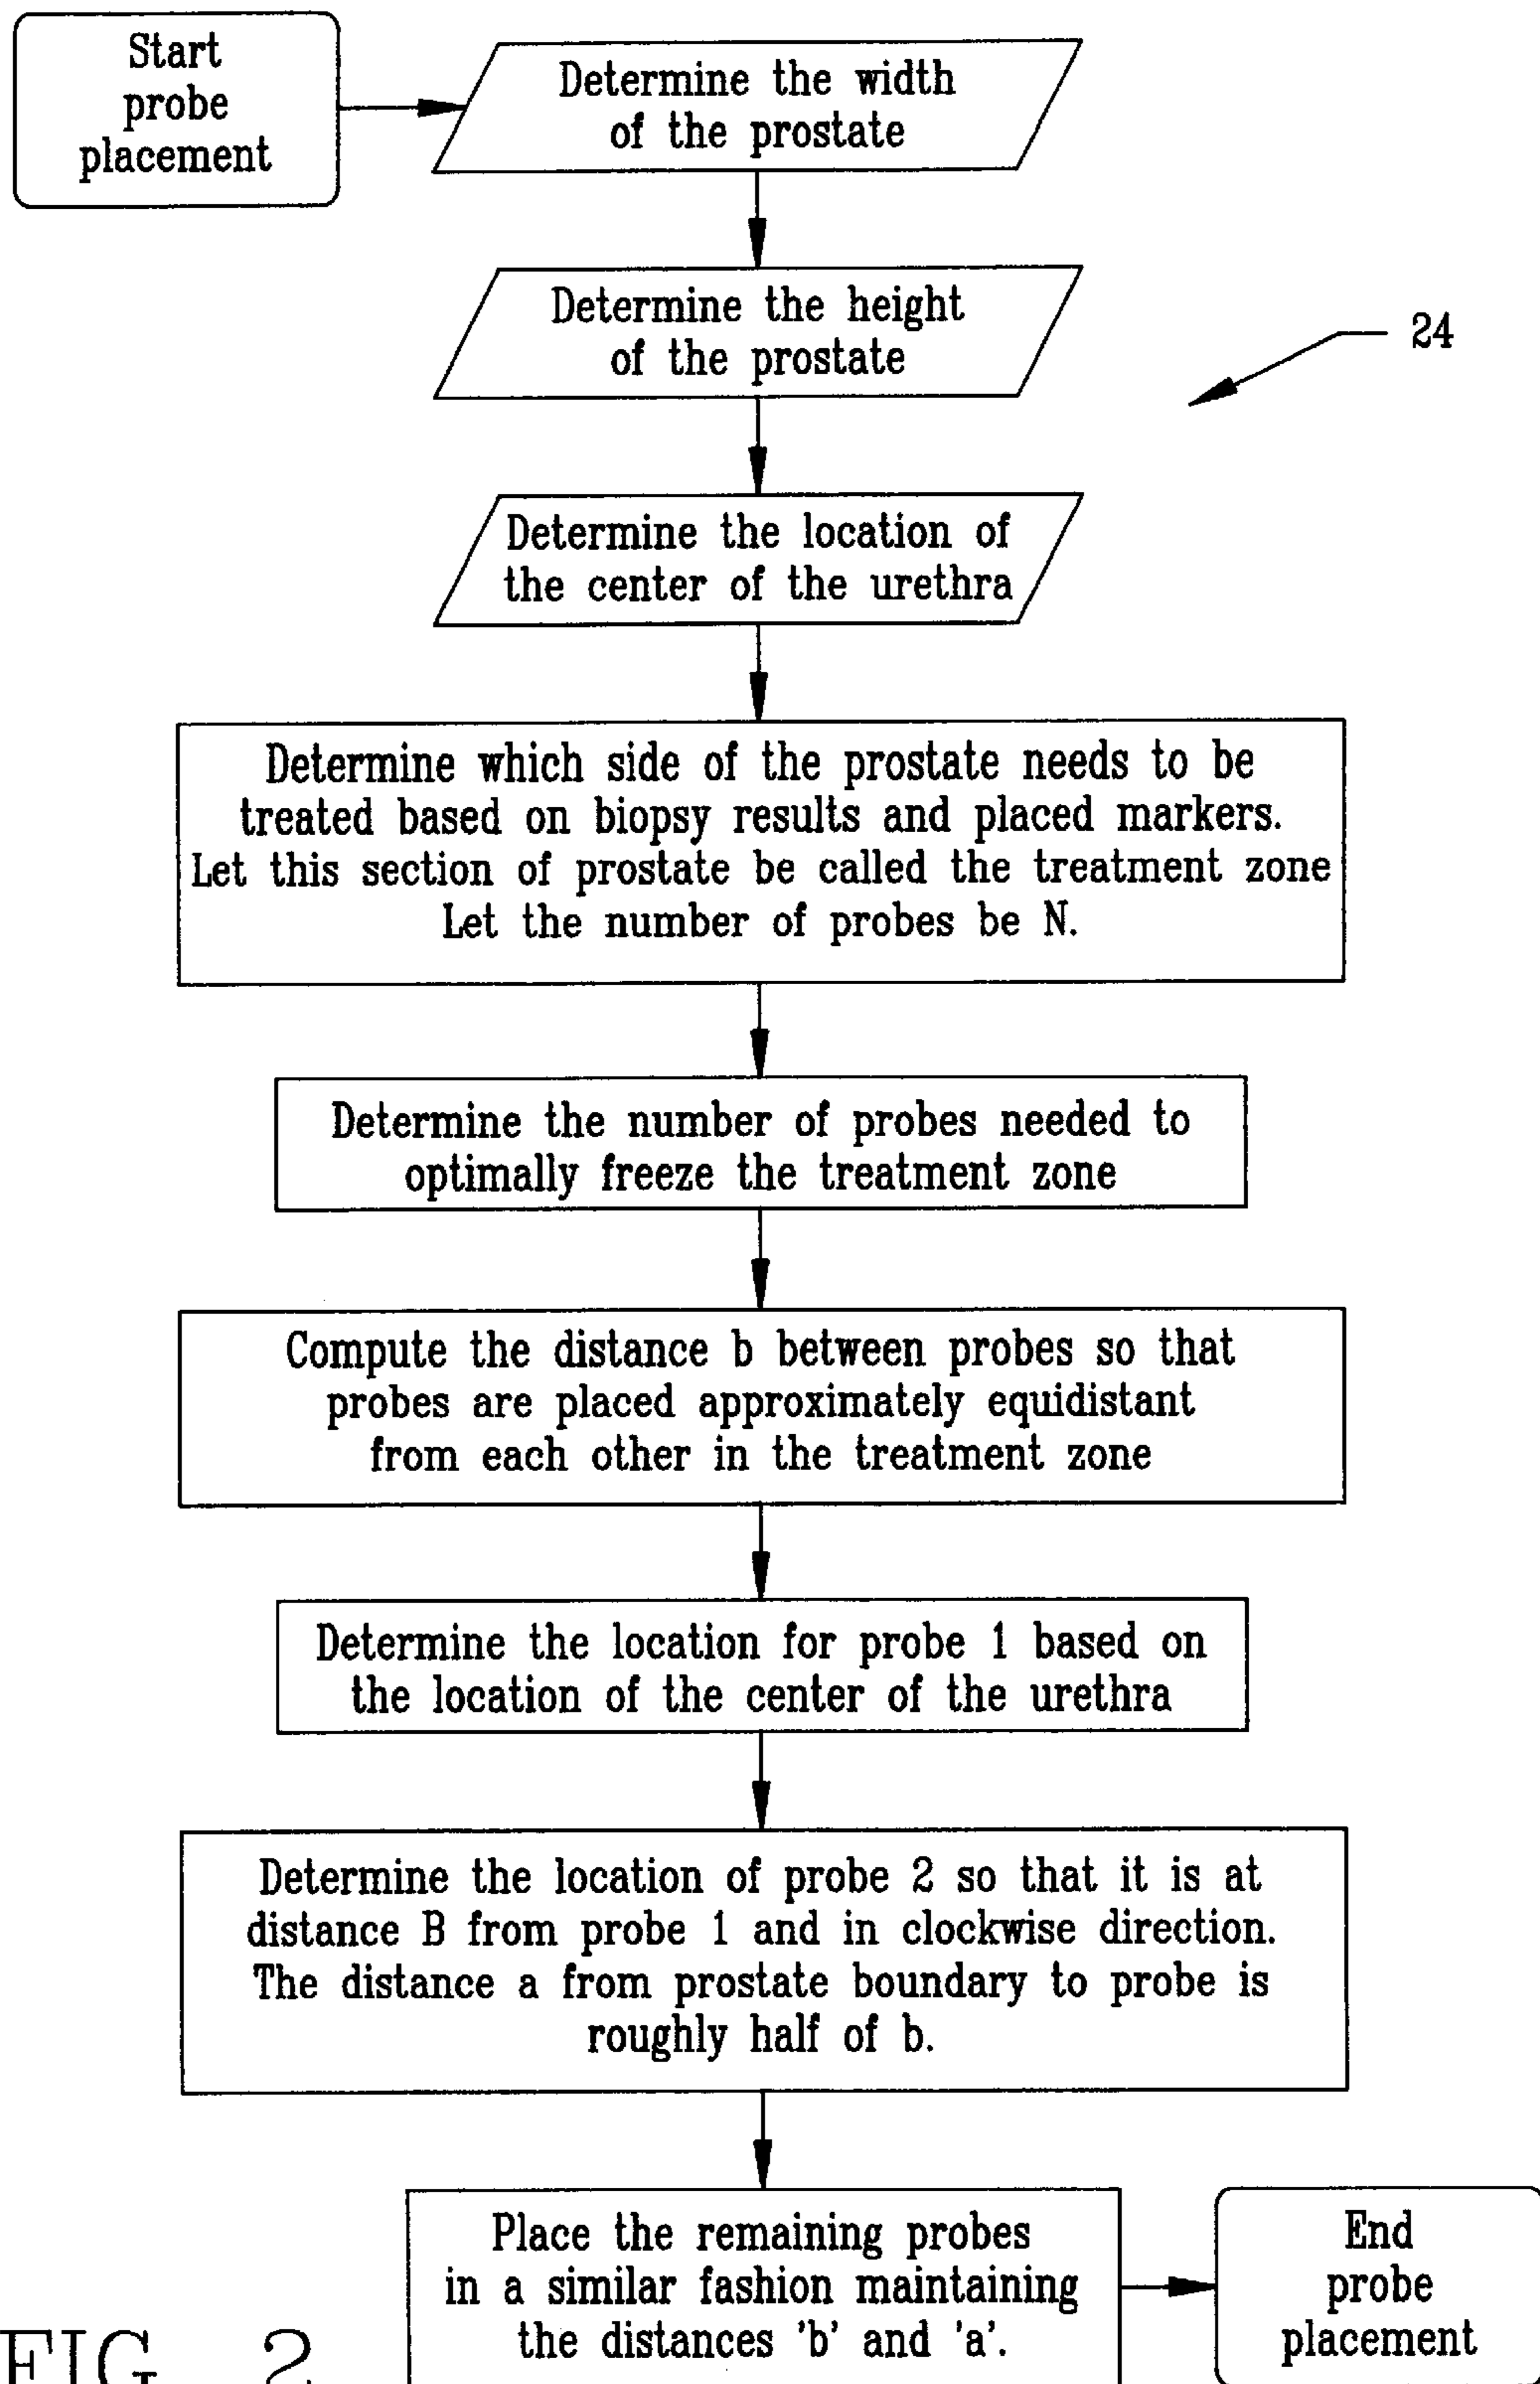 Start
probe
placement
Determine the width
of the prostate
Determine the height
of the prostate
24
Determine the location of
the center of the urethra
Determine which side of the prostate needs to be
treated based on biopsy results and placed markers.
Let this section of prostate be called the treatment zone
Let the number of probes be N.
Determine the number of probes needed to
optimally freeze the treatment zone
Compute the distance b between probes so that
probes are placed approximately equidistant
from each other in the treatment zone
Determine the location for probe 1 based on
the location of the center of the urethra
Determine the location of probe 2 so that it is at
distance B from probe 1 and in clockwise direction.
The distance a from prostate boundary to probe is
roughly half of b.
Place the remaining probes
in a similar fashion maintaining
the distances 'b' and 'a'.
End
probe
placement
FIG. 2